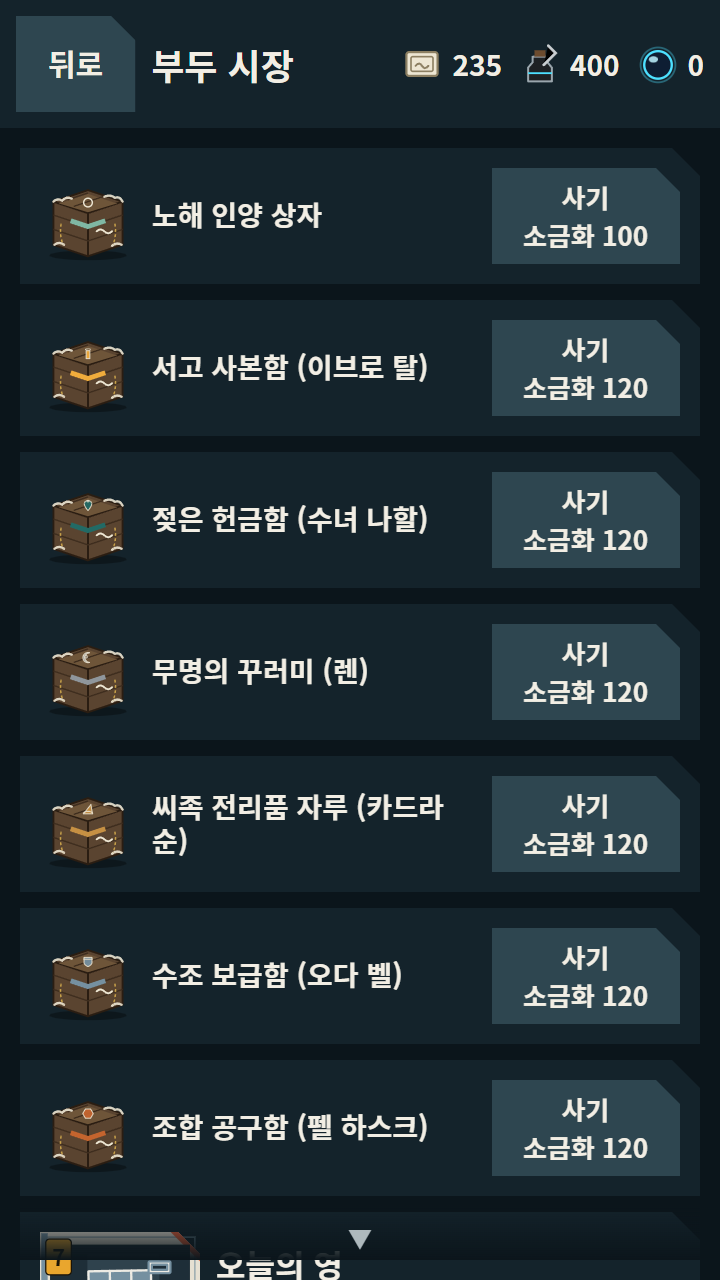 뒤로
부두 시장
235
400
0
노해 인양 상자
사기
소금화 100
서고 사본함 (이브로 탈)
사기
소금화 120
젖은 헌금함 (수녀 나할)
사기
소금화 120
무명의 꾸러미 (렌)
사기
소금화 120
씨족 전리품 자루 (카드라
순)
사기
소금화 120
수조 보급함 (오다 벨)
사기
소금화 120
조합 공구함 (펠 하스크)
사기
소금화 120
7
오늘의 영